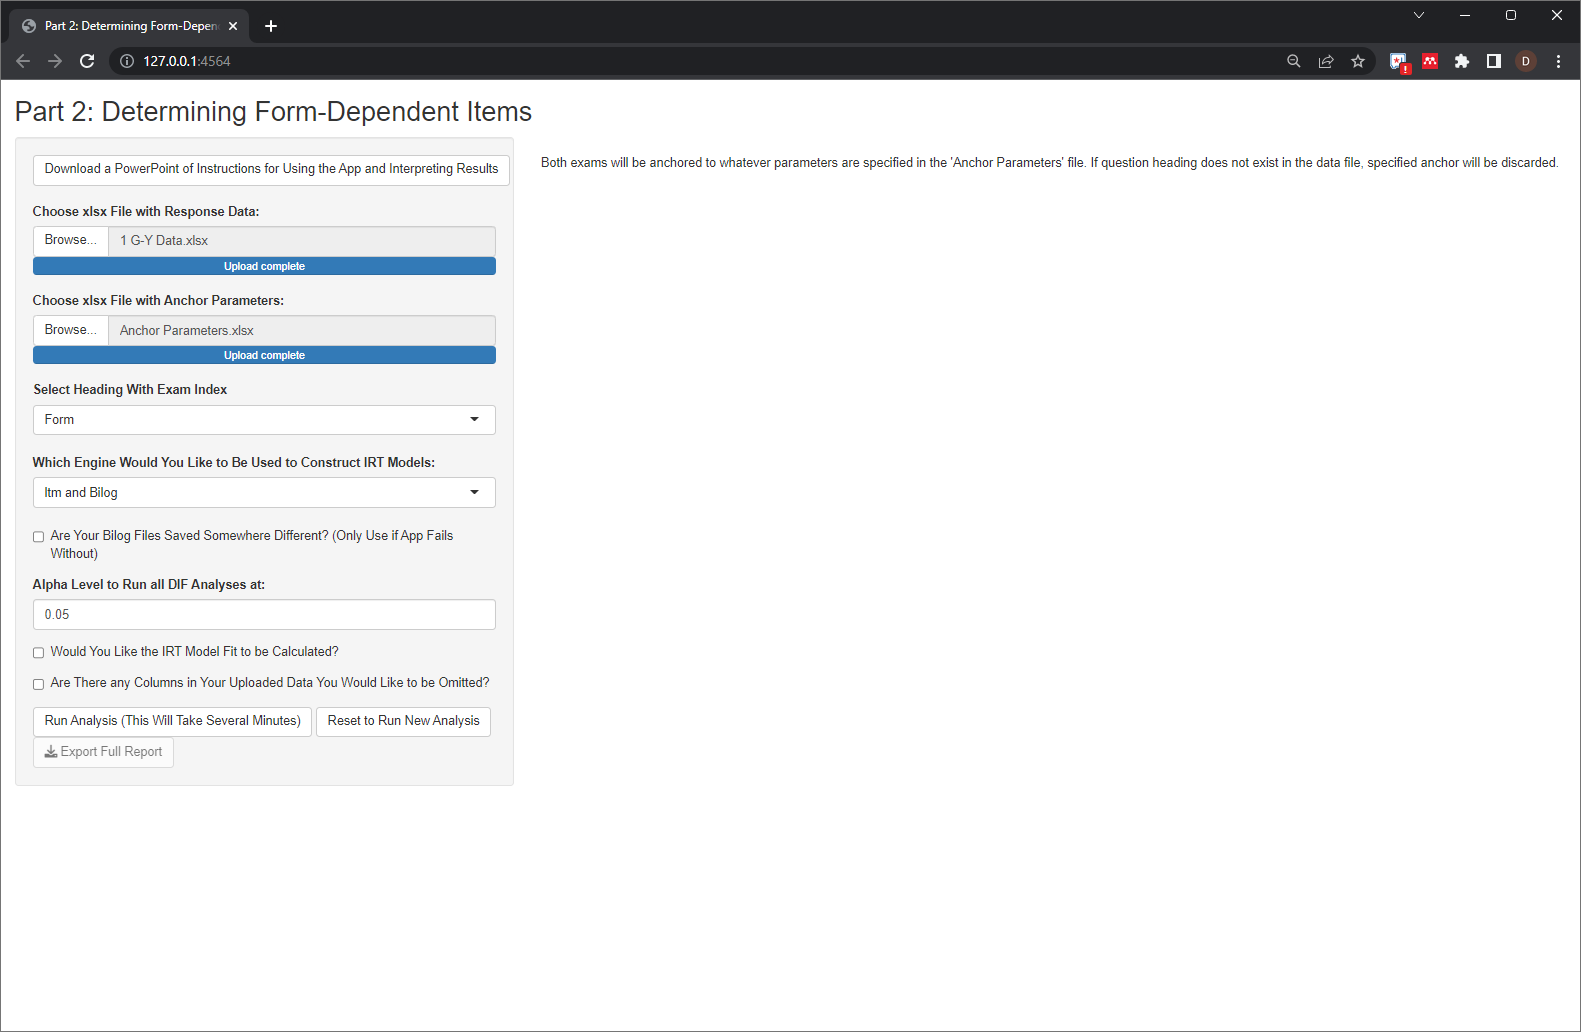 Part 2: Determining Form-Depen
127.0.0.1:4564
D
Part 2: Determining Form-Dependent Items
Download a PowerPoint of Instructions for Using the App and Interpreting Results
Both exams will be anchored to whatever parameters are specified in the 'Anchor Parameters' file. If question heading does not exist in the data file, specified anchor will be discarded.
Choose xlsx File with Response Data:
Browse... 1 G-Y Data.xlsx
Upload complete
Choose xlsx File with Anchor Parameters:
Browse... Anchor Parameters.xlsx
Upload complete
Select Heading With Exam Index
Form
Which Engine Would You Like to Be Used to Construct IRT Models:
ltm and Bilog
Are Your Bilog Files Saved Somewhere Different? (Only Use if App Fails
Without)
Alpha Level to Run all DIF Analyses at:
0.05
Would You Like the IRT Model Fit to be Calculated?
Are There any Columns in Your Uploaded Data You Would Like to be Omitted?
Run Analysis (This Will Take Several Minutes) Reset to Run New Analysis
Export Full Report